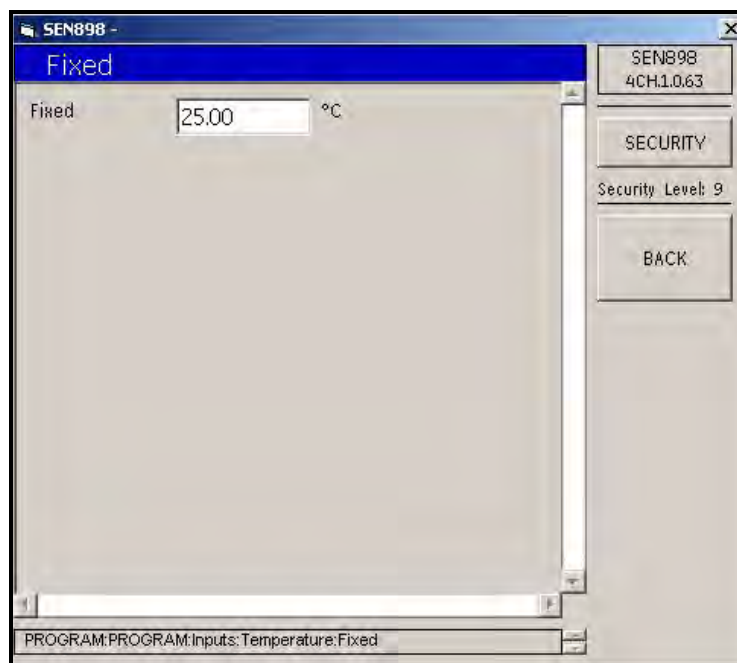 SEN898 -
Fixed
Fixed 25.00 °C
SEN898
4CH.1.0.63
SECURITY
Security Level: 9
BACK
PROGRAM:PROGRAM:Inputs:Temperature:Fixed